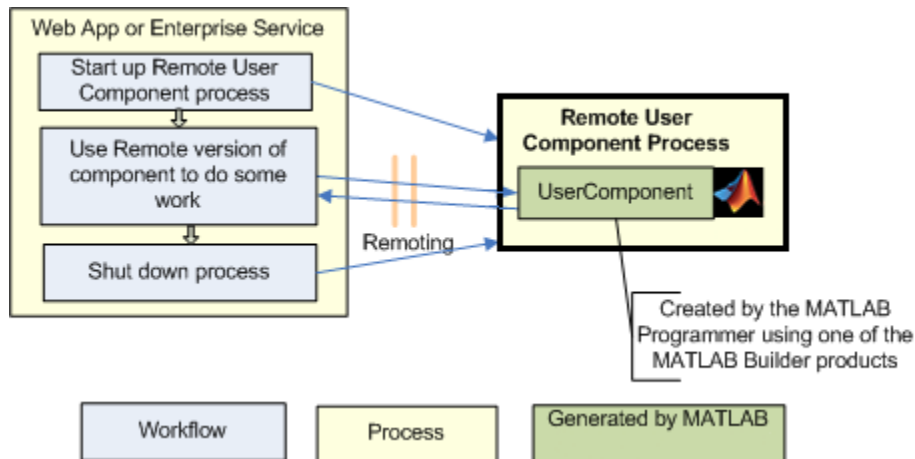 Web App or Enterprise Service
Start up Remote User
Component process
Use Remote version of
component to do some
work
Shut down process
Remoting
Remote User
Component Process
UserComponent
Created by the MATLAB
Programmer using one of the
MATLAB Builder products
Workflow
Process
Generated by MATLAB